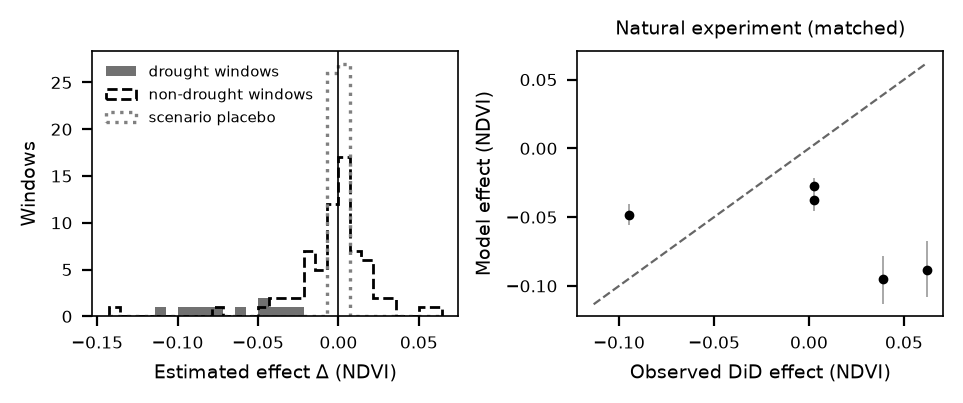 drought windows
non-drought windows
scenario placebo
Windows
25
20
15
10
5
0
−0.15
−0.10
−0.05
0.00
0.05
Estimated effect Δ (NDVI)
Natural experiment (matched)
Model effect (NDVI)
0.05
0.00
−0.05
−0.10
−0.10
−0.05
0.00
0.05
Observed DiD effect (NDVI)